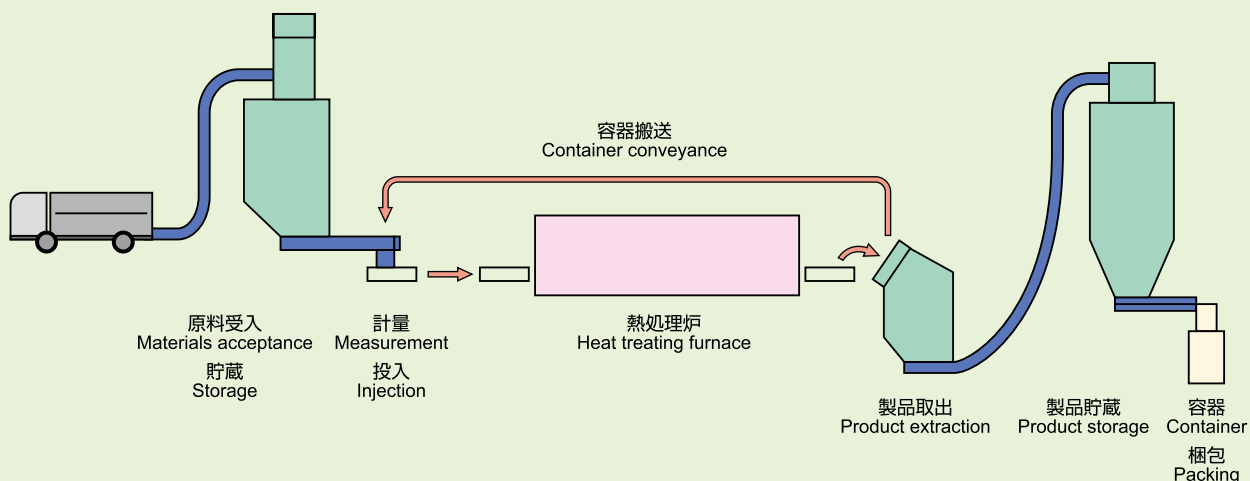 容器搬送
Container conveyance
原料受入
Materials acceptance
貯蔵
Storage
計量
Measurement
投入
Injection
熱処理炉
Heat treating furnace
製品取出
Product extraction
製品貯蔵
Product storage
容器
Container
梱包
Packing